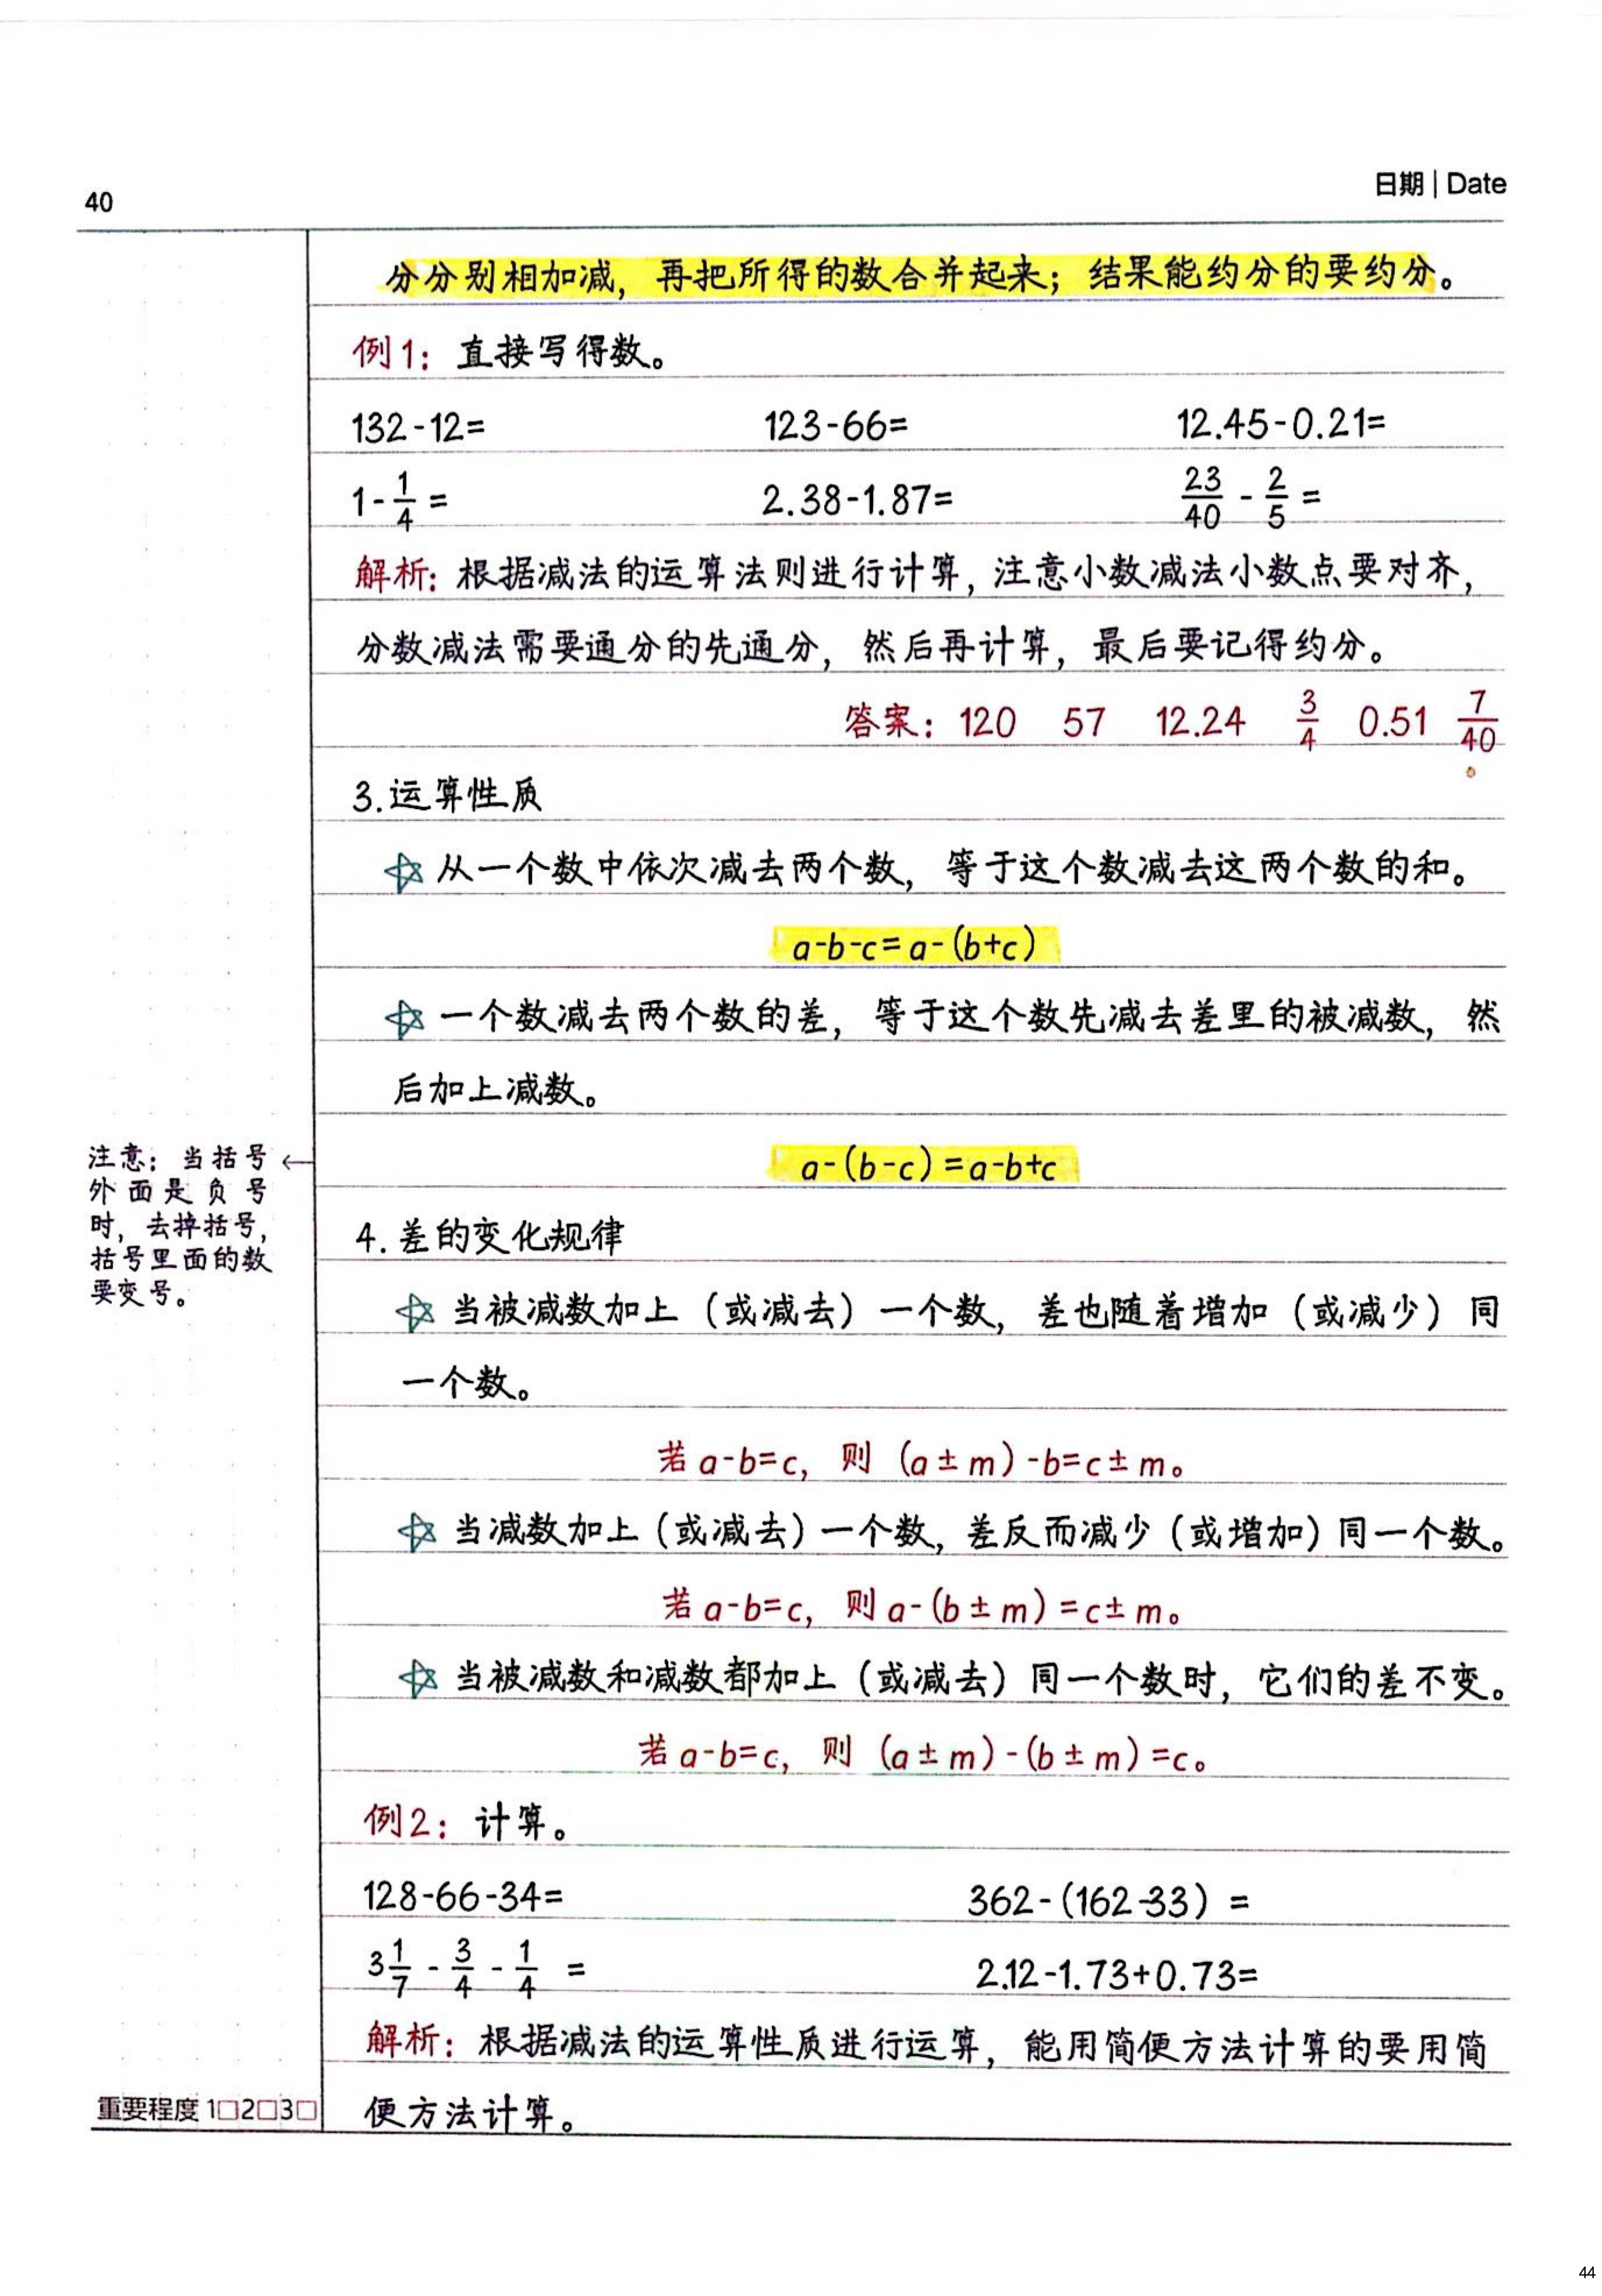 40
日期 | Date
分分别相加减，再把所得的数合并起来；结果能约分的要约分。
例1：直接写得数。
132-12= 123-66= 12.45-0.21=
1-1/4= 2.38-1.87= 23/40-2/5=
解析：根据减法的运算法则进行计算，注意小数减法小数点要对齐，
分数减法需要通分的先通分，然后再计算，最后要记得约分。
答案：120 57 12.24 3/4 0.51 7/40
3.运算性质
☆从一个数中依次减去两个数，等于这个数减去这两个数的和。
a-b-c=a-(b+c)
☆一个数减去两个数的差，等于这个数先减去差里的被减数，然
后加上减数。
a-(b-c)=a-b+c
注意：当括号
外面是负号
时，去掉括号，
括号里面的数
要变号。
4.差的变化规律
☆当被减数加上（或减去）一个数，差也随着增加（或减少）同
一个数。
若a-b=c，则（a±m）-b=c±m。
☆当减数加上（或减去）一个数，差反而减少（或增加）同一个数。
若a-b=c，则a-(b±m)=c±m。
☆当被减数和减数都加上（或减去）同一个数时，它们的差不变。
若a-b=c，则（a±m）-(b±m)=c。
例2：计算。
128-66-34= 362-(162-33)=
3 1/7-3/4-1/4= 2.12-1.73+0.73=
解析：根据减法的运算性质进行运算，能用简便方法计算的要用简
便方法计算。
重要程度 1□2□3□
44